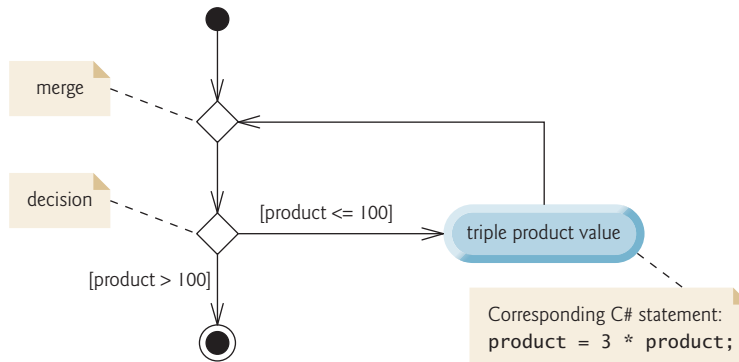 merge
decision
[product <= 100]
triple product value
[product > 100]
Corresponding C# statement:
product = 3 * product;